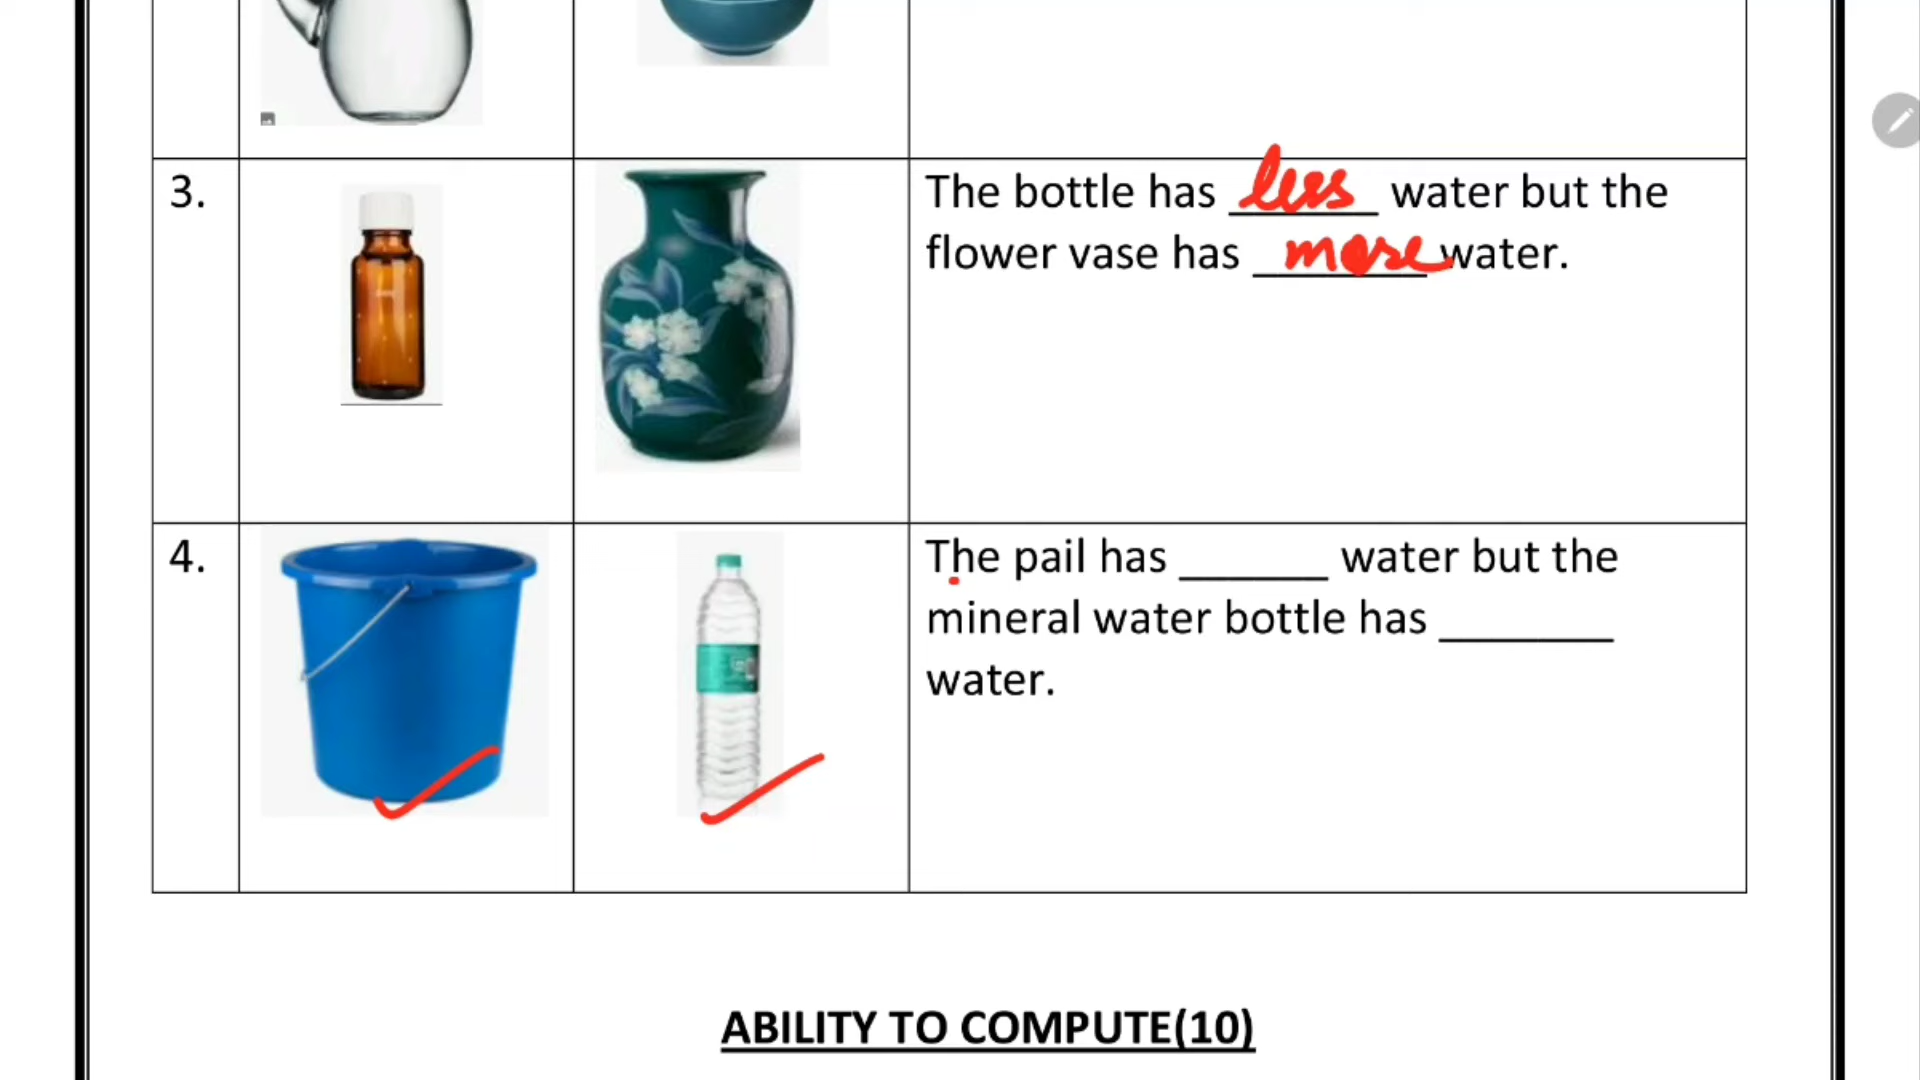 3.
The bottle has less water but the
flower vase has more water.
4.
The pail has ______ water but the
mineral water bottle has _______
water.
ABILITY TO COMPUTE(10)